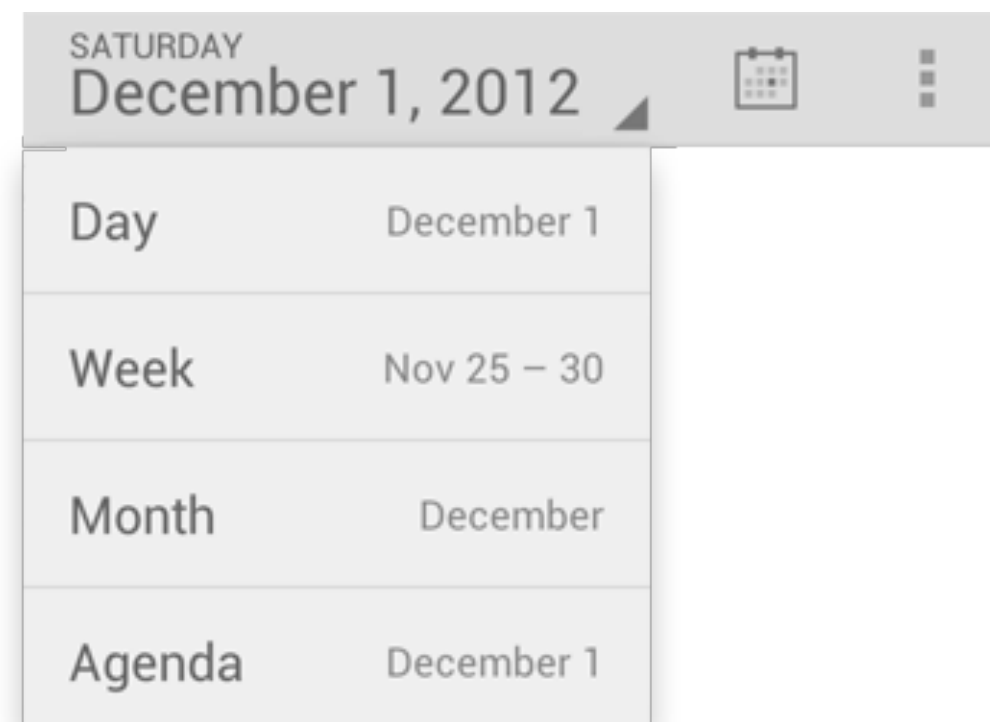 SATURDAY
December 1, 2012
Day December 1
Week Nov 25 – 30
Month December
Agenda December 1